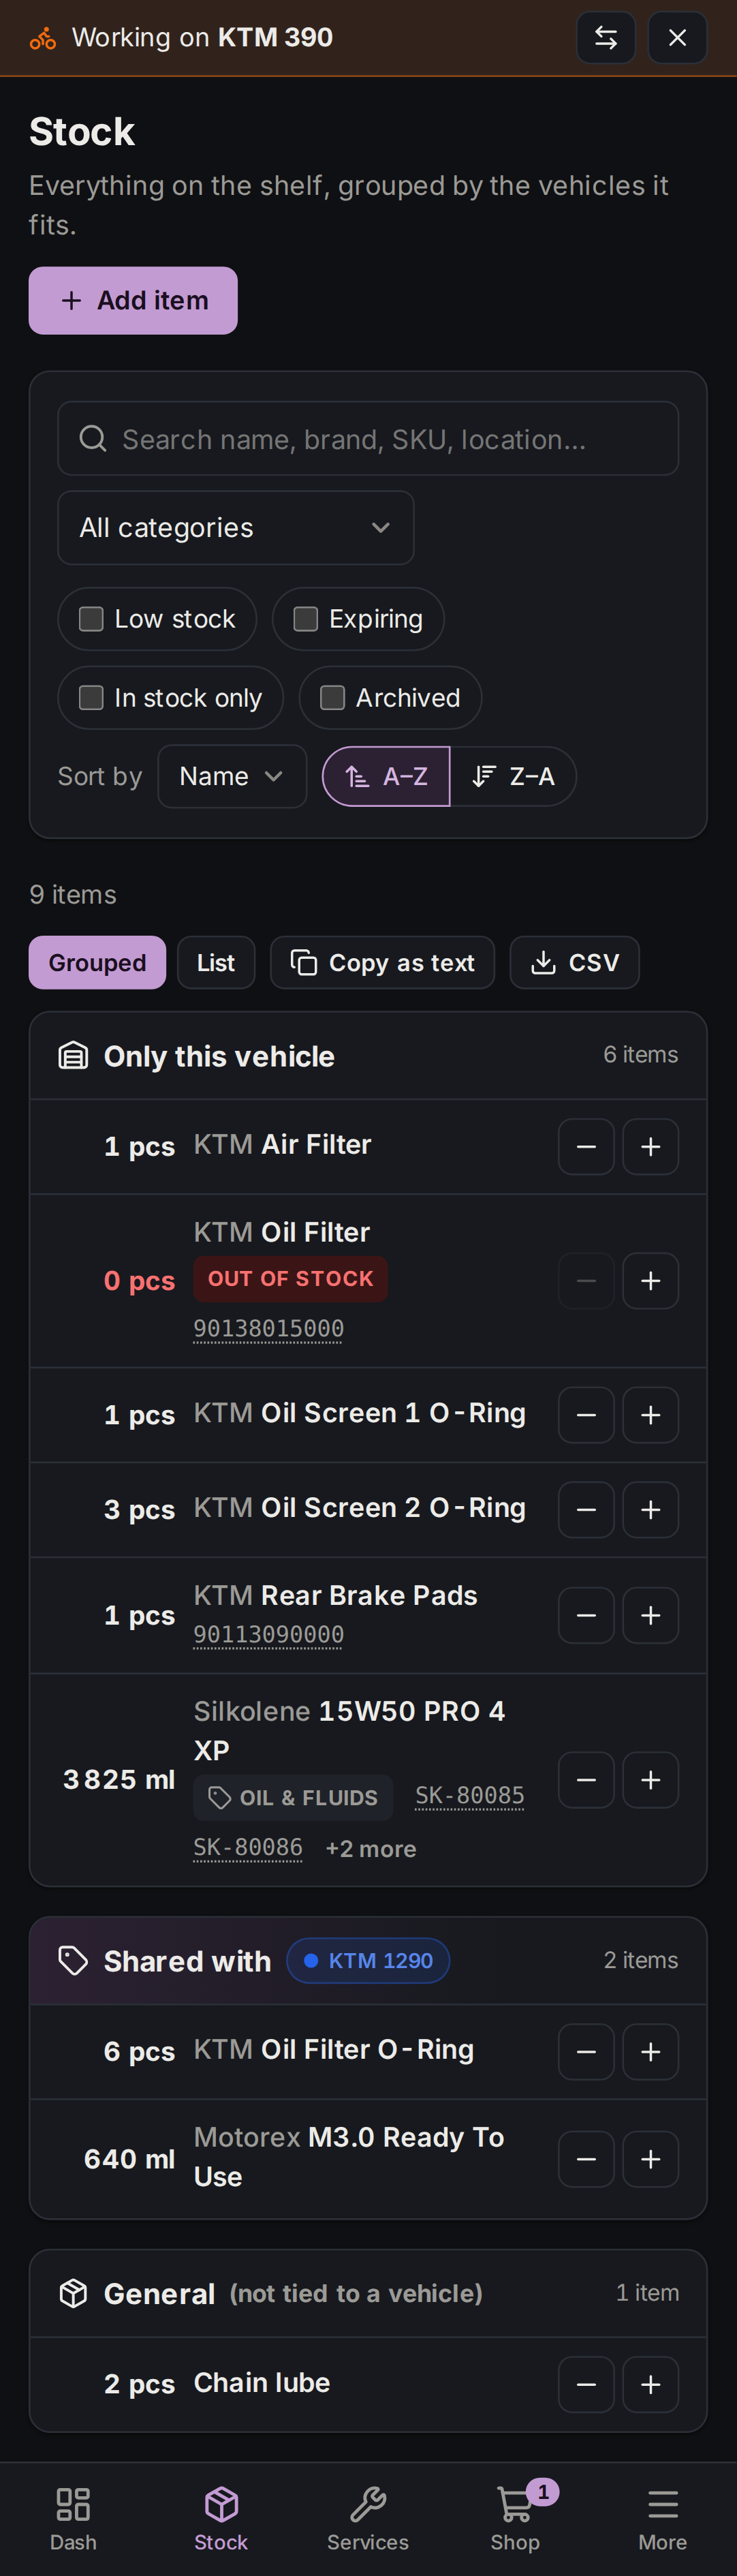 Working on KTM 390
Stock
Everything on the shelf, grouped by the vehicles it
fits.
Add item
Search name, brand, SKU, location...
All categories
Low stock
Expiring
In stock only
Archived
Sort by
Name
A–Z
Z–A
9 items
Grouped
List
Copy as text
CSV
Only this vehicle
6 items
1 pcs
KTM Air Filter
KTM Oil Filter
0 pcs
OUT OF STOCK
90138015000
1 pcs
KTM Oil Screen 1 O-Ring
3 pcs
KTM Oil Screen 2 O-Ring
1 pcs
KTM Rear Brake Pads
90113090000
Silkolene 15W50 PRO 4
XP
3 825 ml
OIL & FLUIDS
SK-80085
SK-80086
+2 more
Shared with
KTM 1290
2 items
6 pcs
KTM Oil Filter O-Ring
640 ml
Motorex M3.0 Ready To
Use
General (not tied to a vehicle)
1 item
2 pcs
Chain lube
1
Dash
Stock
Services
Shop
More